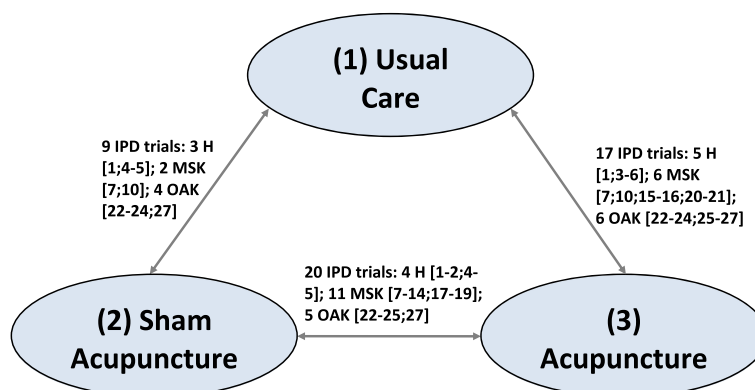 (1) Usual
Care
9 IPD trials: 3 H
[1;4-5]; 2 MSK
[7;10]; 4 OAK
[22-24;27]
17 IPD trials: 5 H
[1;3-6]; 6 MSK
[7;10;15-16;20-21];
6 OAK [22-24;25-27]
20 IPD trials: 4 H [1-2;4-
5]; 11 MSK [7-14;17-19];
5 OAK [22-25;27]
(2) Sham
Acupuncture
(3)
Acupuncture